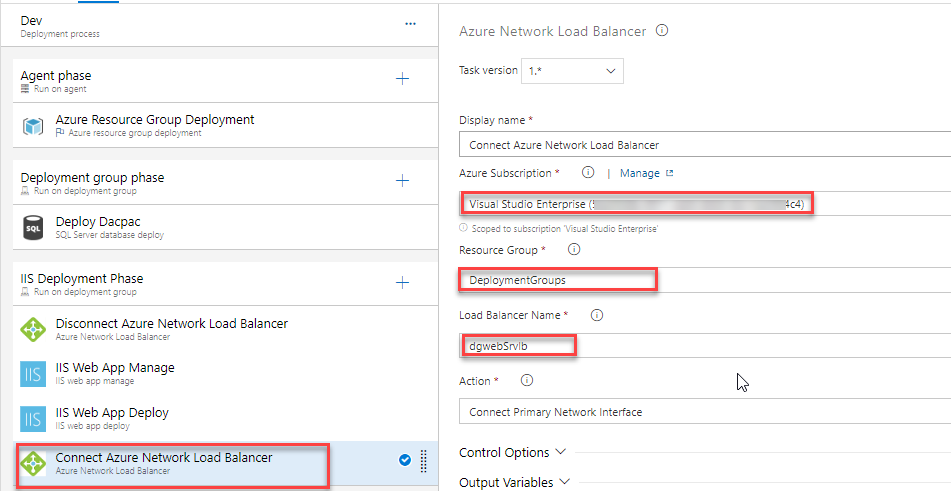 Dev
Deployment process
...
Agent phase
Run on agent
Azure Resource Group Deployment
Azure resource group deployment
Deployment group phase
Run on deployment group
SQL
Deploy Dacpac
SQL Server database deploy
IIS Deployment Phase
Run on deployment group
Disconnect Azure Network Load Balancer
Azure Network Load Balancer
IIS
IIS Web App Manage
IIS web app manage
IIS
IIS Web App Deploy
IIS web app deploy
Connect Azure Network Load Balancer
Azure Network Load Balancer
Azure Network Load Balancer
Task version 1.*
Display name *
Connect Azure Network Load Balancer
Azure Subscription * | Manage
Visual Studio Enterprise ( 4c4)
Scoped to subscription 'Visual Studio Enterprise'
Resource Group *
DeploymentGroups
Load Balancer Name *
dgwebSrvlb
Action *
Connect Primary Network Interface
Control Options
Output Variables